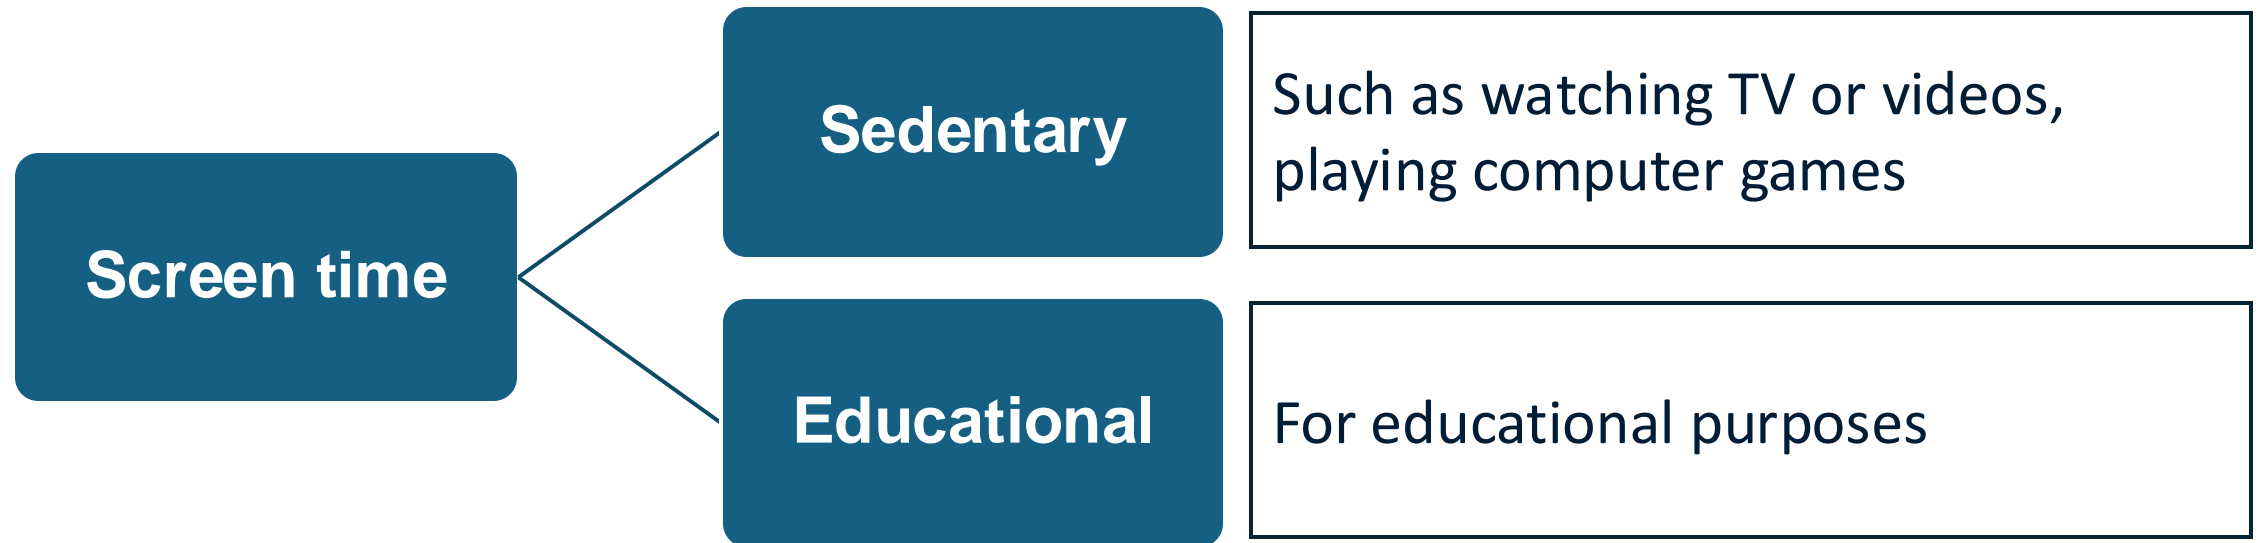 Screen time
Sedentary
Such as watching TV or videos,
playing computer games
Educational
For educational purposes